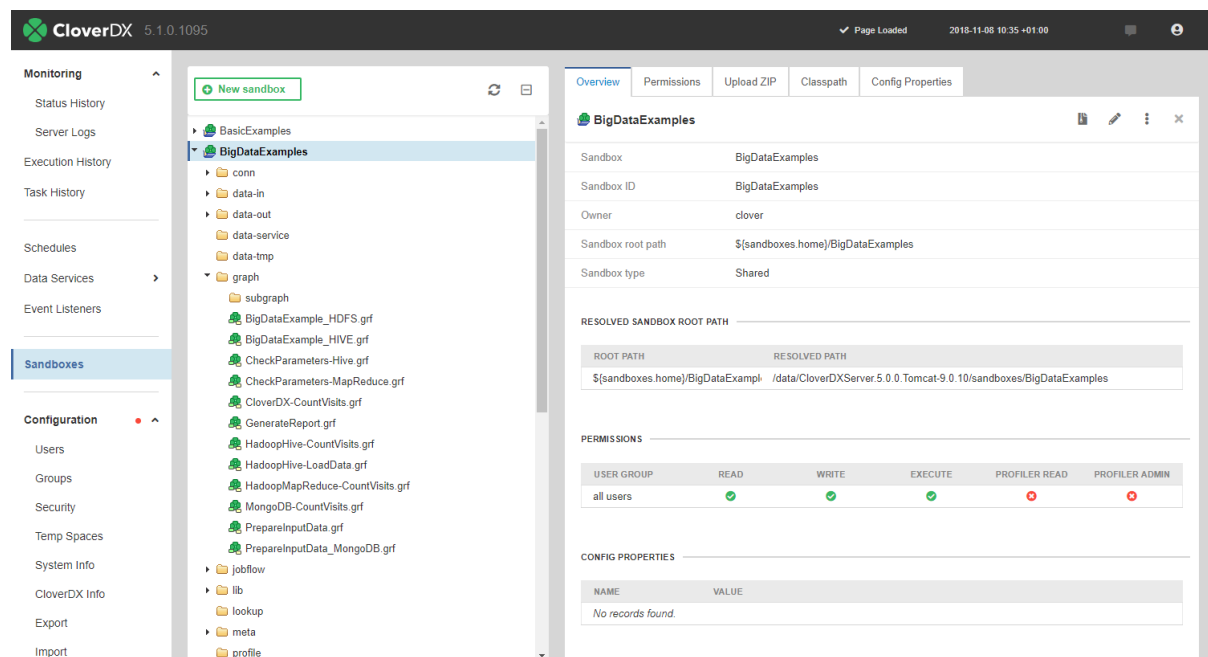 CloverDX 5.1.0.1095
Page Loaded
2018-11-08 10:35 +01:00
Monitoring
Status History
Server Logs
Execution History
Task History
Schedules
Data Services
Event Listeners
Sandboxes
Configuration
Users
Groups
Security
Temp Spaces
System Info
CloverDX Info
Export
Import
New sandbox
BasicExamples
BigDataExamples
conn
data-in
data-out
data-service
data-tmp
graph
subgraph
BigDataExample_HDFS.grf
BigDataExample_HIVE.grf
CheckParameters-Hive.grf
CheckParameters-MapReduce.grf
CloverDX-CountVisits.grf
GenerateReport.grf
HadoopHive-CountVisits.grf
HadoopHive-LoadData.grf
HadoopMapReduce-CountVisits.grf
MongoDB-CountVisits.grf
PrepareInputData.grf
PrepareInputData_MongoDB.grf
jobflow
lib
lookup
meta
profile
Overview Permissions Upload ZIP Classpath Config Properties
BigDataExamples
Sandbox BigDataExamples
Sandbox ID BigDataExamples
Owner clover
Sandbox root path ${sandboxes.home}/BigDataExamples
Sandbox type Shared
RESOLVED SANDBOX ROOT PATH
ROOT PATH RESOLVED PATH
${sandboxes.home}/BigDataExampl /data/CloverDXServer.5.0.0.Tomcat-9.0.10/sandboxes/BigDataExamples
PERMISSIONS
USER GROUP READ WRITE EXECUTE PROFILER READ PROFILER ADMIN
all users
CONFIG PROPERTIES
NAME VALUE
No records found.